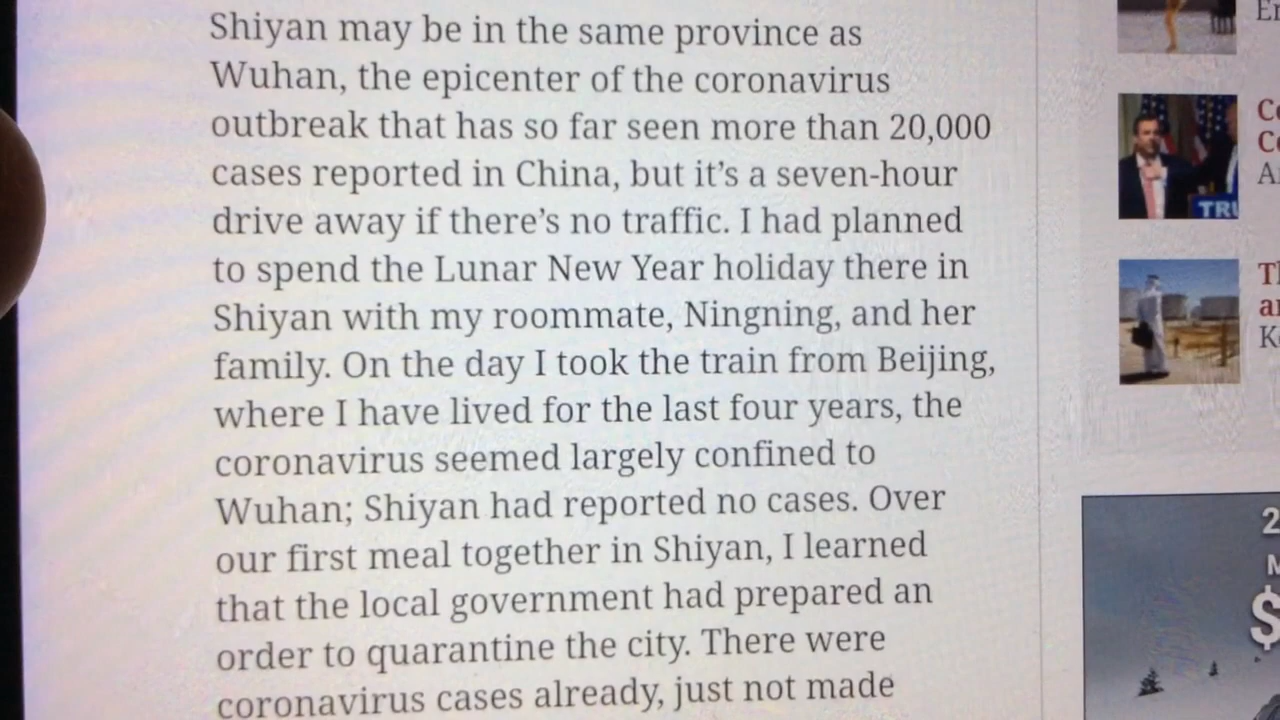 Shiyan may be in the same province as
Wuhan, the epicenter of the coronavirus
outbreak that has so far seen more than 20,000
cases reported in China, but it’s a seven-hour
drive away if there’s no traffic. I had planned
to spend the Lunar New Year holiday there in
Shiyan with my roommate, Ningning, and her
family. On the day I took the train from Beijing,
where I have lived for the last four years, the
coronavirus seemed largely confined to
Wuhan; Shiyan had reported no cases. Over
our first meal together in Shiyan, I learned
that the local government had prepared an
order to quarantine the city. There were
coronavirus cases already, just not made
TRU
2
$